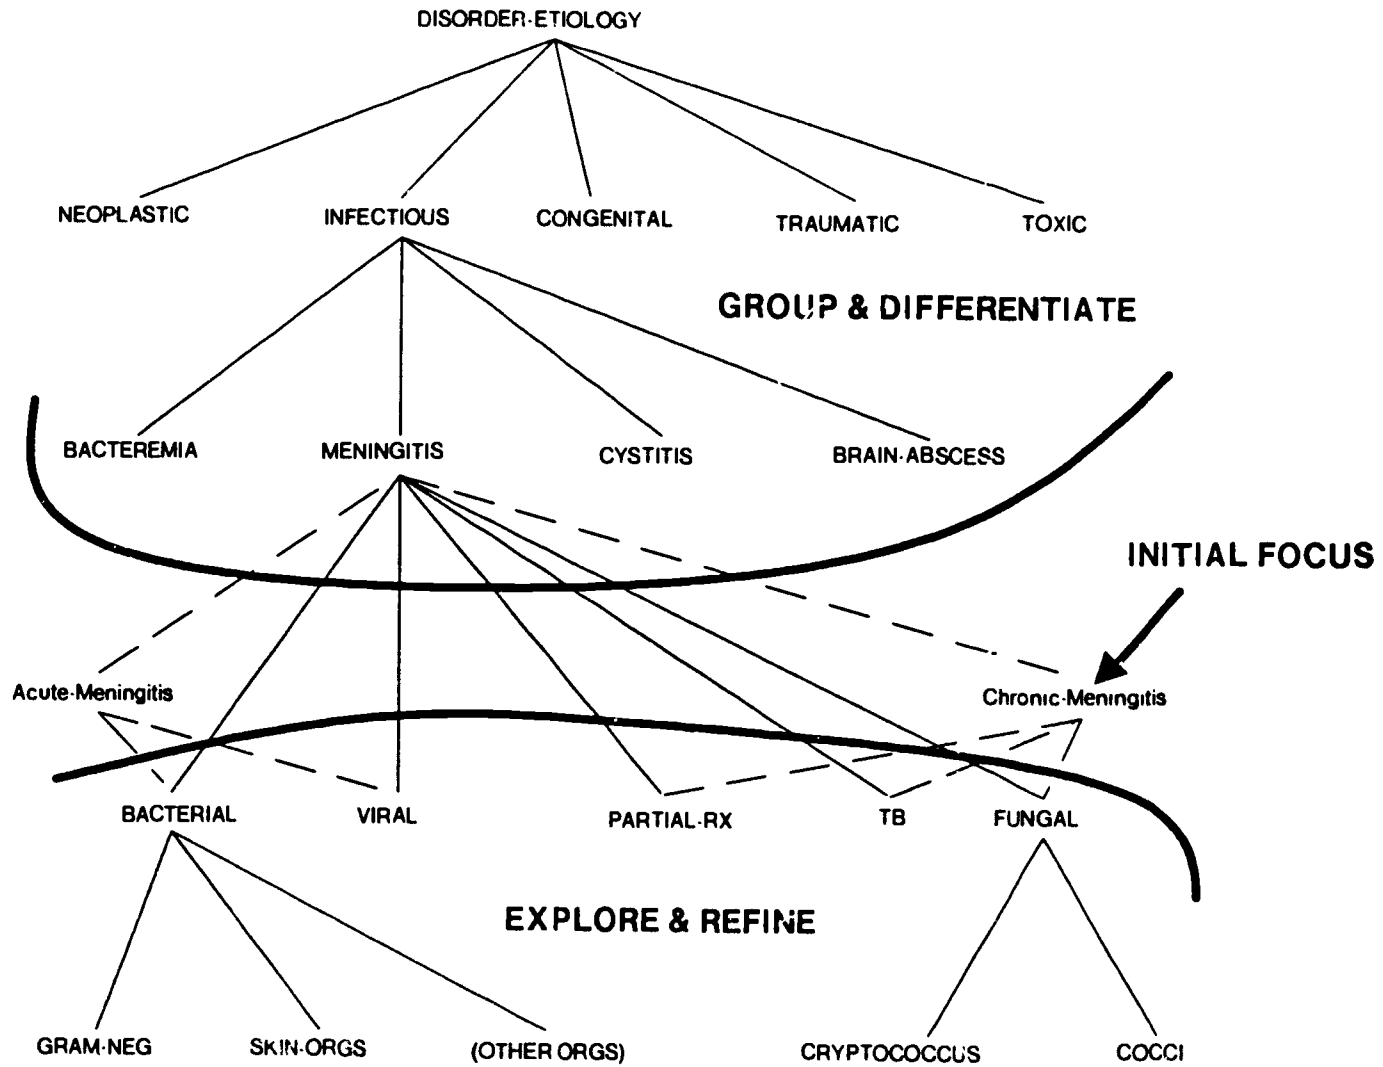 DISORDER-ETIOLOGY
NEOPLASTIC INFECTIOUS CONGENITAL TRAUMATIC TOXIC
GROUP & DIFFERENTIATE
BACTEREMIA MENINGITIS CYSTITIS BRAIN-ABSCESS
INITIAL FOCUS
Acute-Meningitis Chronic-Meningitis
BACTERIAL VIRAL PARTIAL-RX TB FUNGAL
EXPLORE & REFINE
GRAM-NEG SKIN-ORGS (OTHER ORGS) CRYPTOCOCCUS COCCI